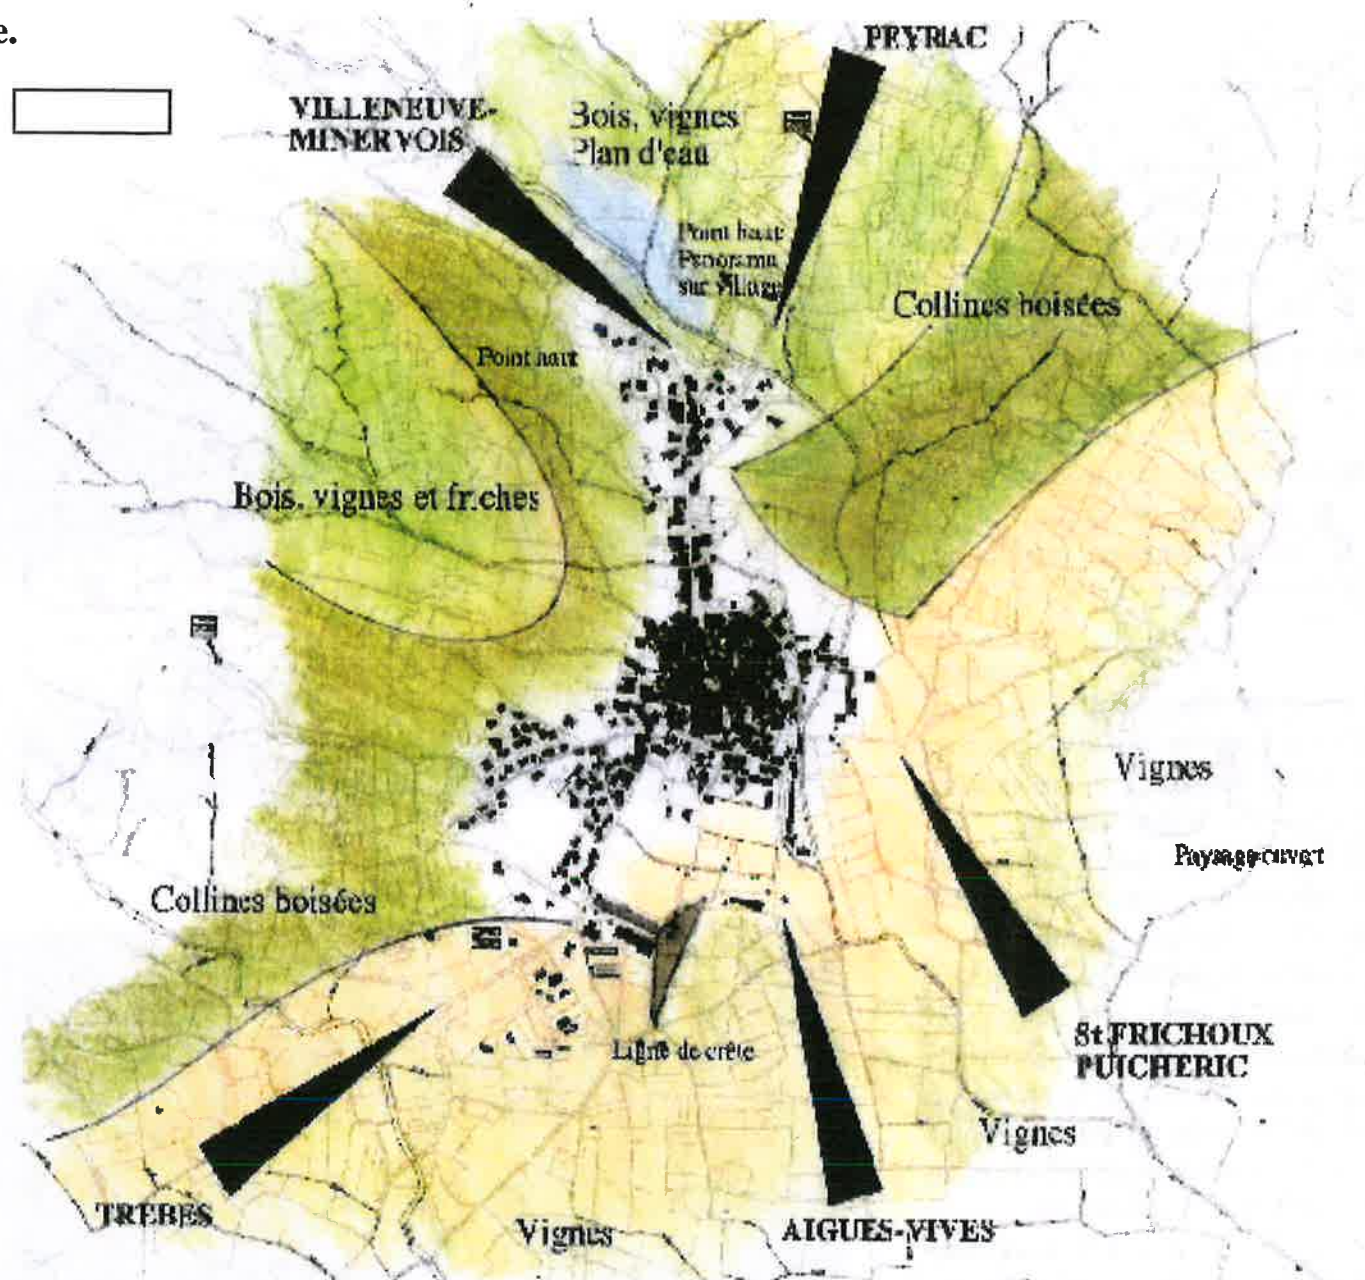 e.
PEYRIAC
VILLENEUVE-
MINERVOIS
Bois, vignes
Plan d'eau
Point haut
Panorama
sur village
Collines boisées
Point haut
Bois, vignes et friches
Vignes
Paysage ouvert
Collines boisées
Ligne de crête
St FRICHOUX
PUICHERIC
Vignes
TREBES
Vignes
AIGUES-VIVES